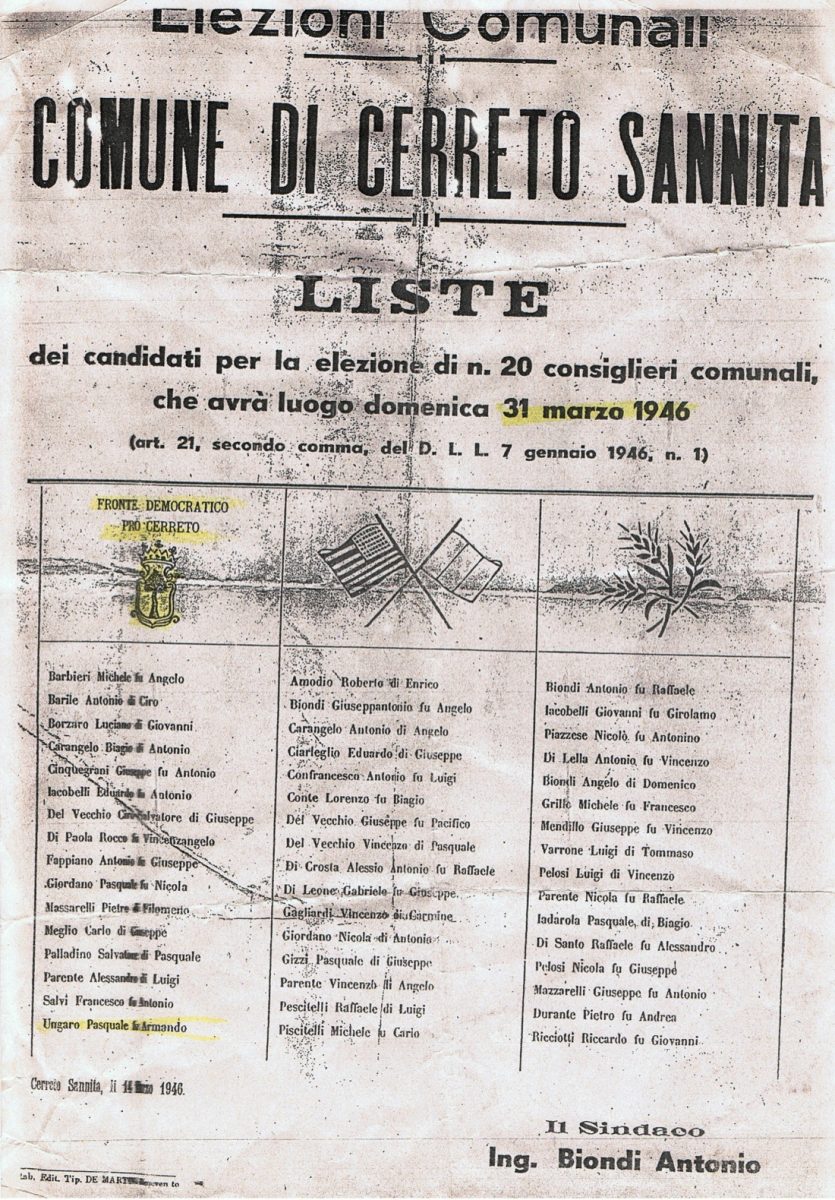 Elezioni Comunali
COMUNE DI CERRETO SANNITA
LISTE
dei candidati per la elezione di n. 20 consiglieri comunali,
che avrà luogo domenica 31 marzo 1946
(art. 21, secondo comma, del D. L. L. 7 gennaio 1946, n. 1)
FRONTE DEMOCRATICO
PRO CERRETO
Barbieri Michele fu Angelo
Barile Antonio di Ciro
Borzaro Luciano di Giovanni
Carangelo Biagio di Antonio
Cinquegrani Giuseppe fu Antonio
Iacobelli Eduardo fu Antonio
Del Vecchio Ciro Salvatore di Giuseppe
Di Paola Rocco fu Vincenzangelo
Fappiano Antonio fu Giuseppe
Giordano Pasquale fu Nicola
Massarelli Pietro di Filomeno
Meglio Carlo di Giuseppe
Palladino Salvatore di Pasquale
Parente Alessandro di Luigi
Salvi Francesco fu Antonio
Ungaro Pasquale fu Armando
Amodio Roberto di Enrico
Biondi Giuseppantonio fu Angelo
Carangelo Antonio di Angelo
Ciarleglio Eduardo di Giuseppe
Confrancesco Antonio fu Luigi
Conte Lorenzo fu Biagio
Del Vecchio Giuseppe fu Pacifico
Del Vecchio Vincenzo di Pasquale
Di Crosta Alessio Antonio fu Raffaele
Di Leone Gabriele fu Giuseppe
Gagliardi Vincenzo di Carmine
Giordano Nicola di Antonio
Gizzi Pasquale di Giuseppe
Parente Vincenzo di Angelo
Pescitelli Raffaele di Luigi
Piscitelli Michele fu Carlo
Biondi Antonio fu Raffaele
Iacobelli Giovanni fu Girolamo
Piazzese Nicolò fu Antonino
Di Lella Antonio fu Vincenzo
Biondi Angelo di Domenico
Grillo Michele fu Francesco
Mendillo Giuseppe fu Vincenzo
Varrone Luigi di Tommaso
Pelosi Luigi di Vincenzo
Parente Nicola fu Raffaele
Iadarola Pasquale di Biagio
Di Santo Raffaele fu Alessandro
Pelosi Nicola fu Giuseppe
Mazzarelli Giuseppe fu Antonio
Durante Pietro fu Andrea
Ricciotti Riccardo fu Giovanni
Cerreto Sannita, li 14 Marzo 1946.
Il Sindaco
Ing. Biondi Antonio
Edit. Tip. DE